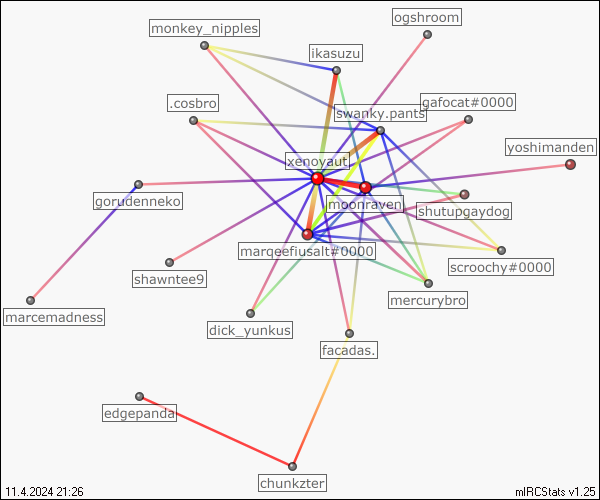 ogshroom
monkey_nipples
ikasuzu
.cosbro
gafocat#0000
swanky.pants
yoshimanden
xenoyautj
gorudenneko
moonraven
shutupgaydog
marqeefiusalt#0000
scroochy#0000
shawntee9
mercurybro
marcemadness
dick_yunkus
facadas.
edgepanda
chunkzter
11.4.2024 21:26
mIRCStats v1.25